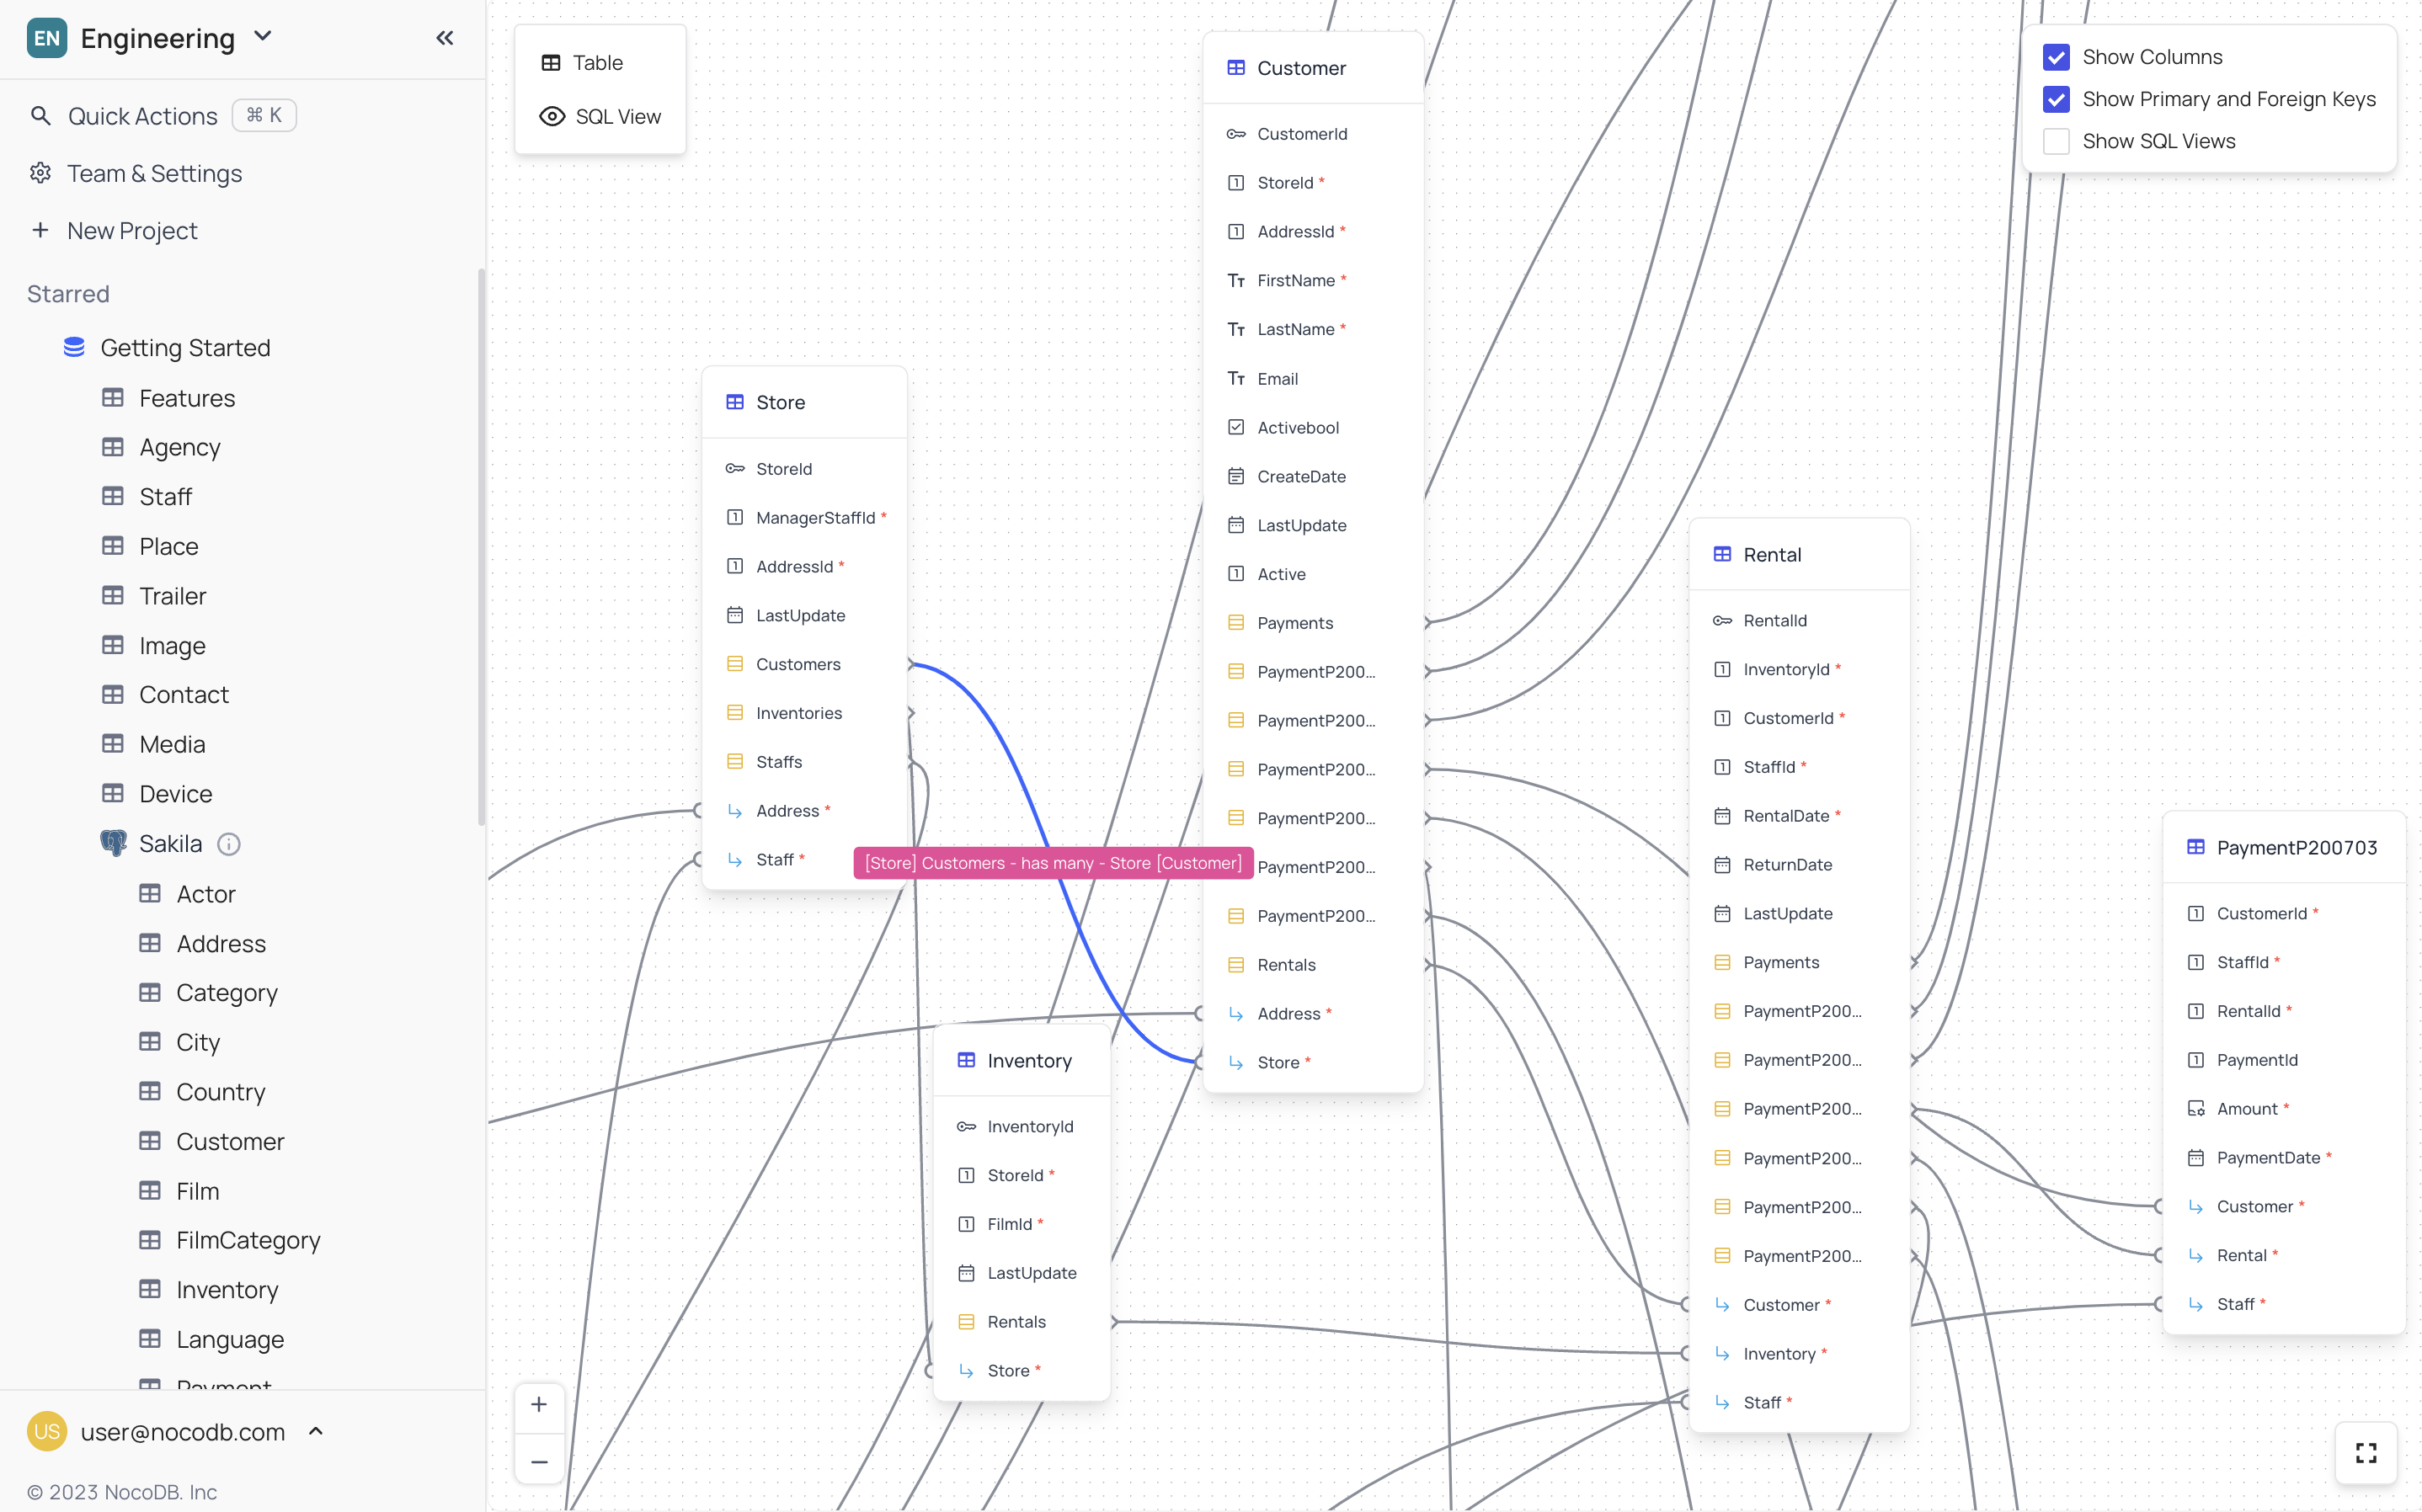 EN Engineering
Quick Actions ⌘ K
Team & Settings
New Project
Starred
Getting Started
Features
Agency
Staff
Place
Trailer
Image
Contact
Media
Device
Sakila
Actor
Address
Category
City
Country
Customer
Film
FilmCategory
Inventory
Language
Payment
US user@nocodb.com
© 2023 NocoDB. Inc
Table
SQL View
Store
StoreId
ManagerStaffId *
AddressId *
LastUpdate
Customers
Inventories
Staffs
Address *
Staff *
[Store] Customers - has many - Store [Customer]
Inventory
InventoryId
StoreId *
FilmId *
LastUpdate
Rentals
Store *
Customer
CustomerId
StoreId *
AddressId *
FirstName *
LastName *
Email
Activebool
CreateDate
LastUpdate
Active
Payments
PaymentP200...
PaymentP200...
PaymentP200...
PaymentP200...
PaymentP200...
PaymentP200...
Rentals
Address *
Store *
Rental
RentalId
InventoryId *
CustomerId *
StaffId *
RentalDate *
ReturnDate
LastUpdate
Payments
PaymentP200...
PaymentP200...
PaymentP200...
PaymentP200...
PaymentP200...
PaymentP200...
Customer *
Inventory *
Staff *
Show Columns
Show Primary and Foreign Keys
Show SQL Views
PaymentP200703
CustomerId *
StaffId *
RentalId *
PaymentId
Amount *
PaymentDate *
Customer *
Rental *
Staff *